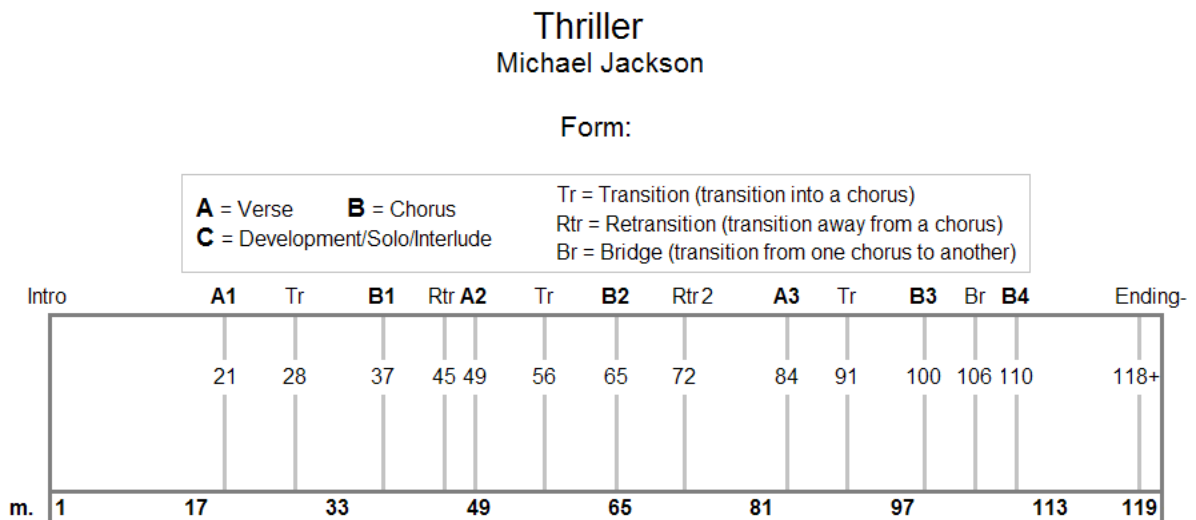 Thriller
Michael Jackson
Form:
A = Verse B = Chorus
C = Development/Solo/Interlude
Tr = Transition (transition into a chorus)
Rtr = Retransition (transition away from a chorus)
Br = Bridge (transition from one chorus to another)
Intro A1 Tr B1 Rtr A2 Tr B2 Rtr2 A3 Tr B3 Br B4 Ending-
21 28 37 45 49 56 65 72 84 91 100 106 110 118+
m. 1 17 33 49 65 81 97 113 119